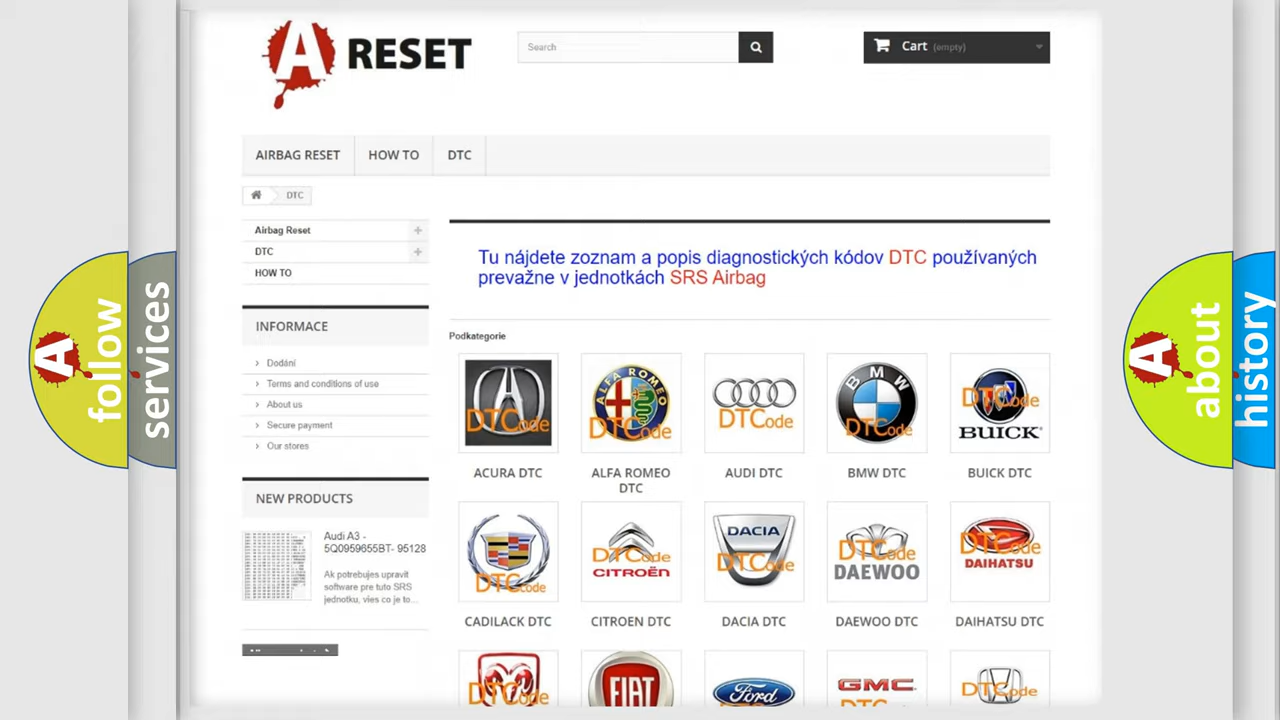 A RESET
Search
Cart (empty)
AIRBAG RESET
HOW TO
DTC
DTC
Airbag Reset
DTC
HOW TO
INFORMACE
Dodání
Terms and conditions of use
About us
Secure payment
Our stores
NEW PRODUCTS
Audi A3 -
5Q0959655BT- 95128
Ak potrebujes upravit
software pre tuto SRS
jednotku, vies co je to...
Tu nájdete zoznam a popis diagnostických kódov DTC používaných
prevažne v jednotkách SRS Airbag
Podkategorie
DTCode
ALFA ROMEO
DTCode
DTCode
BMW
DTCode
DTCode
BUICK
ACURA DTC
ALFA ROMEO
DTC
AUDI DTC
BMW DTC
BUICK DTC
DTCode
DTCode
CITROËN
DACIA
DTCode
DTCode
DAEWOO
DTCode
DAIHATSU
CADILACK DTC
CITROEN DTC
DACIA DTC
DAEWOO DTC
DAIHATSU DTC
DTCode
FIAT
Ford
GMC
DTCode
A follow
services
A about
history